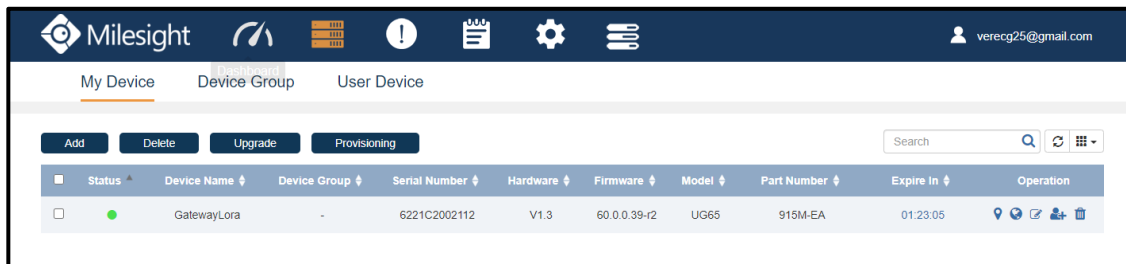 Milesight verecg25@gmail.com
Dashboard
My Device Device Group User Device
Add Delete Upgrade Provisioning Search
Status Device Name Device Group Serial Number Hardware Firmware Model Part Number Expire In Operation
GatewayLora - 6221C2002112 V1.3 60.0.0.39-r2 UG65 915M-EA 01:23:05